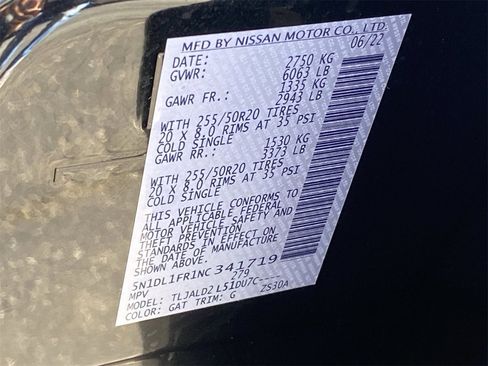 MFD BY NISSAN MOTOR CO., LTD.
DATE: 06/22
GVWR: 2750 KG
6063 LB
GAWR FR.: 1335 KG
2943 LB
WITH 255/50R20 TIRES
20 X 8.0 RIMS AT 35 PSI
COLD SINGLE
GAWR RR.: 1530 KG
3373 LB
WITH 255/50R20 TIRES
20 X 8.0 RIMS AT 35 PSI
COLD SINGLE
THIS VEHICLE CONFORMS TO
ALL APPLICABLE FEDERAL
MOTOR VEHICLE SAFETY AND
THEFT PREVENTION
STANDARDS IN EFFECT ON
THE DATE OF MANUFACTURE
SHOWN ABOVE.
5N1DL1FR1NC341719
MPV 279
MODEL: TLJALD2 L51DU7C----
COLOR: GAT TRIM: G ZS30A